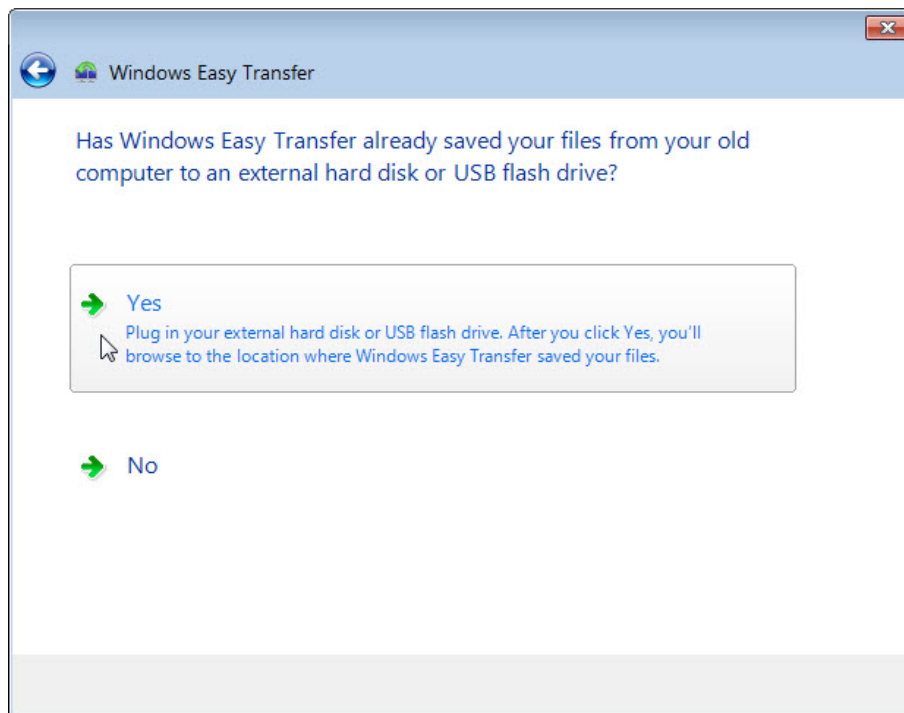 Windows Easy Transfer
Has Windows Easy Transfer already saved your files from your old
computer to an external hard disk or USB flash drive?
Yes
Plug in your external hard disk or USB flash drive. After you click Yes, you'll
browse to the location where Windows Easy Transfer saved your files.
No